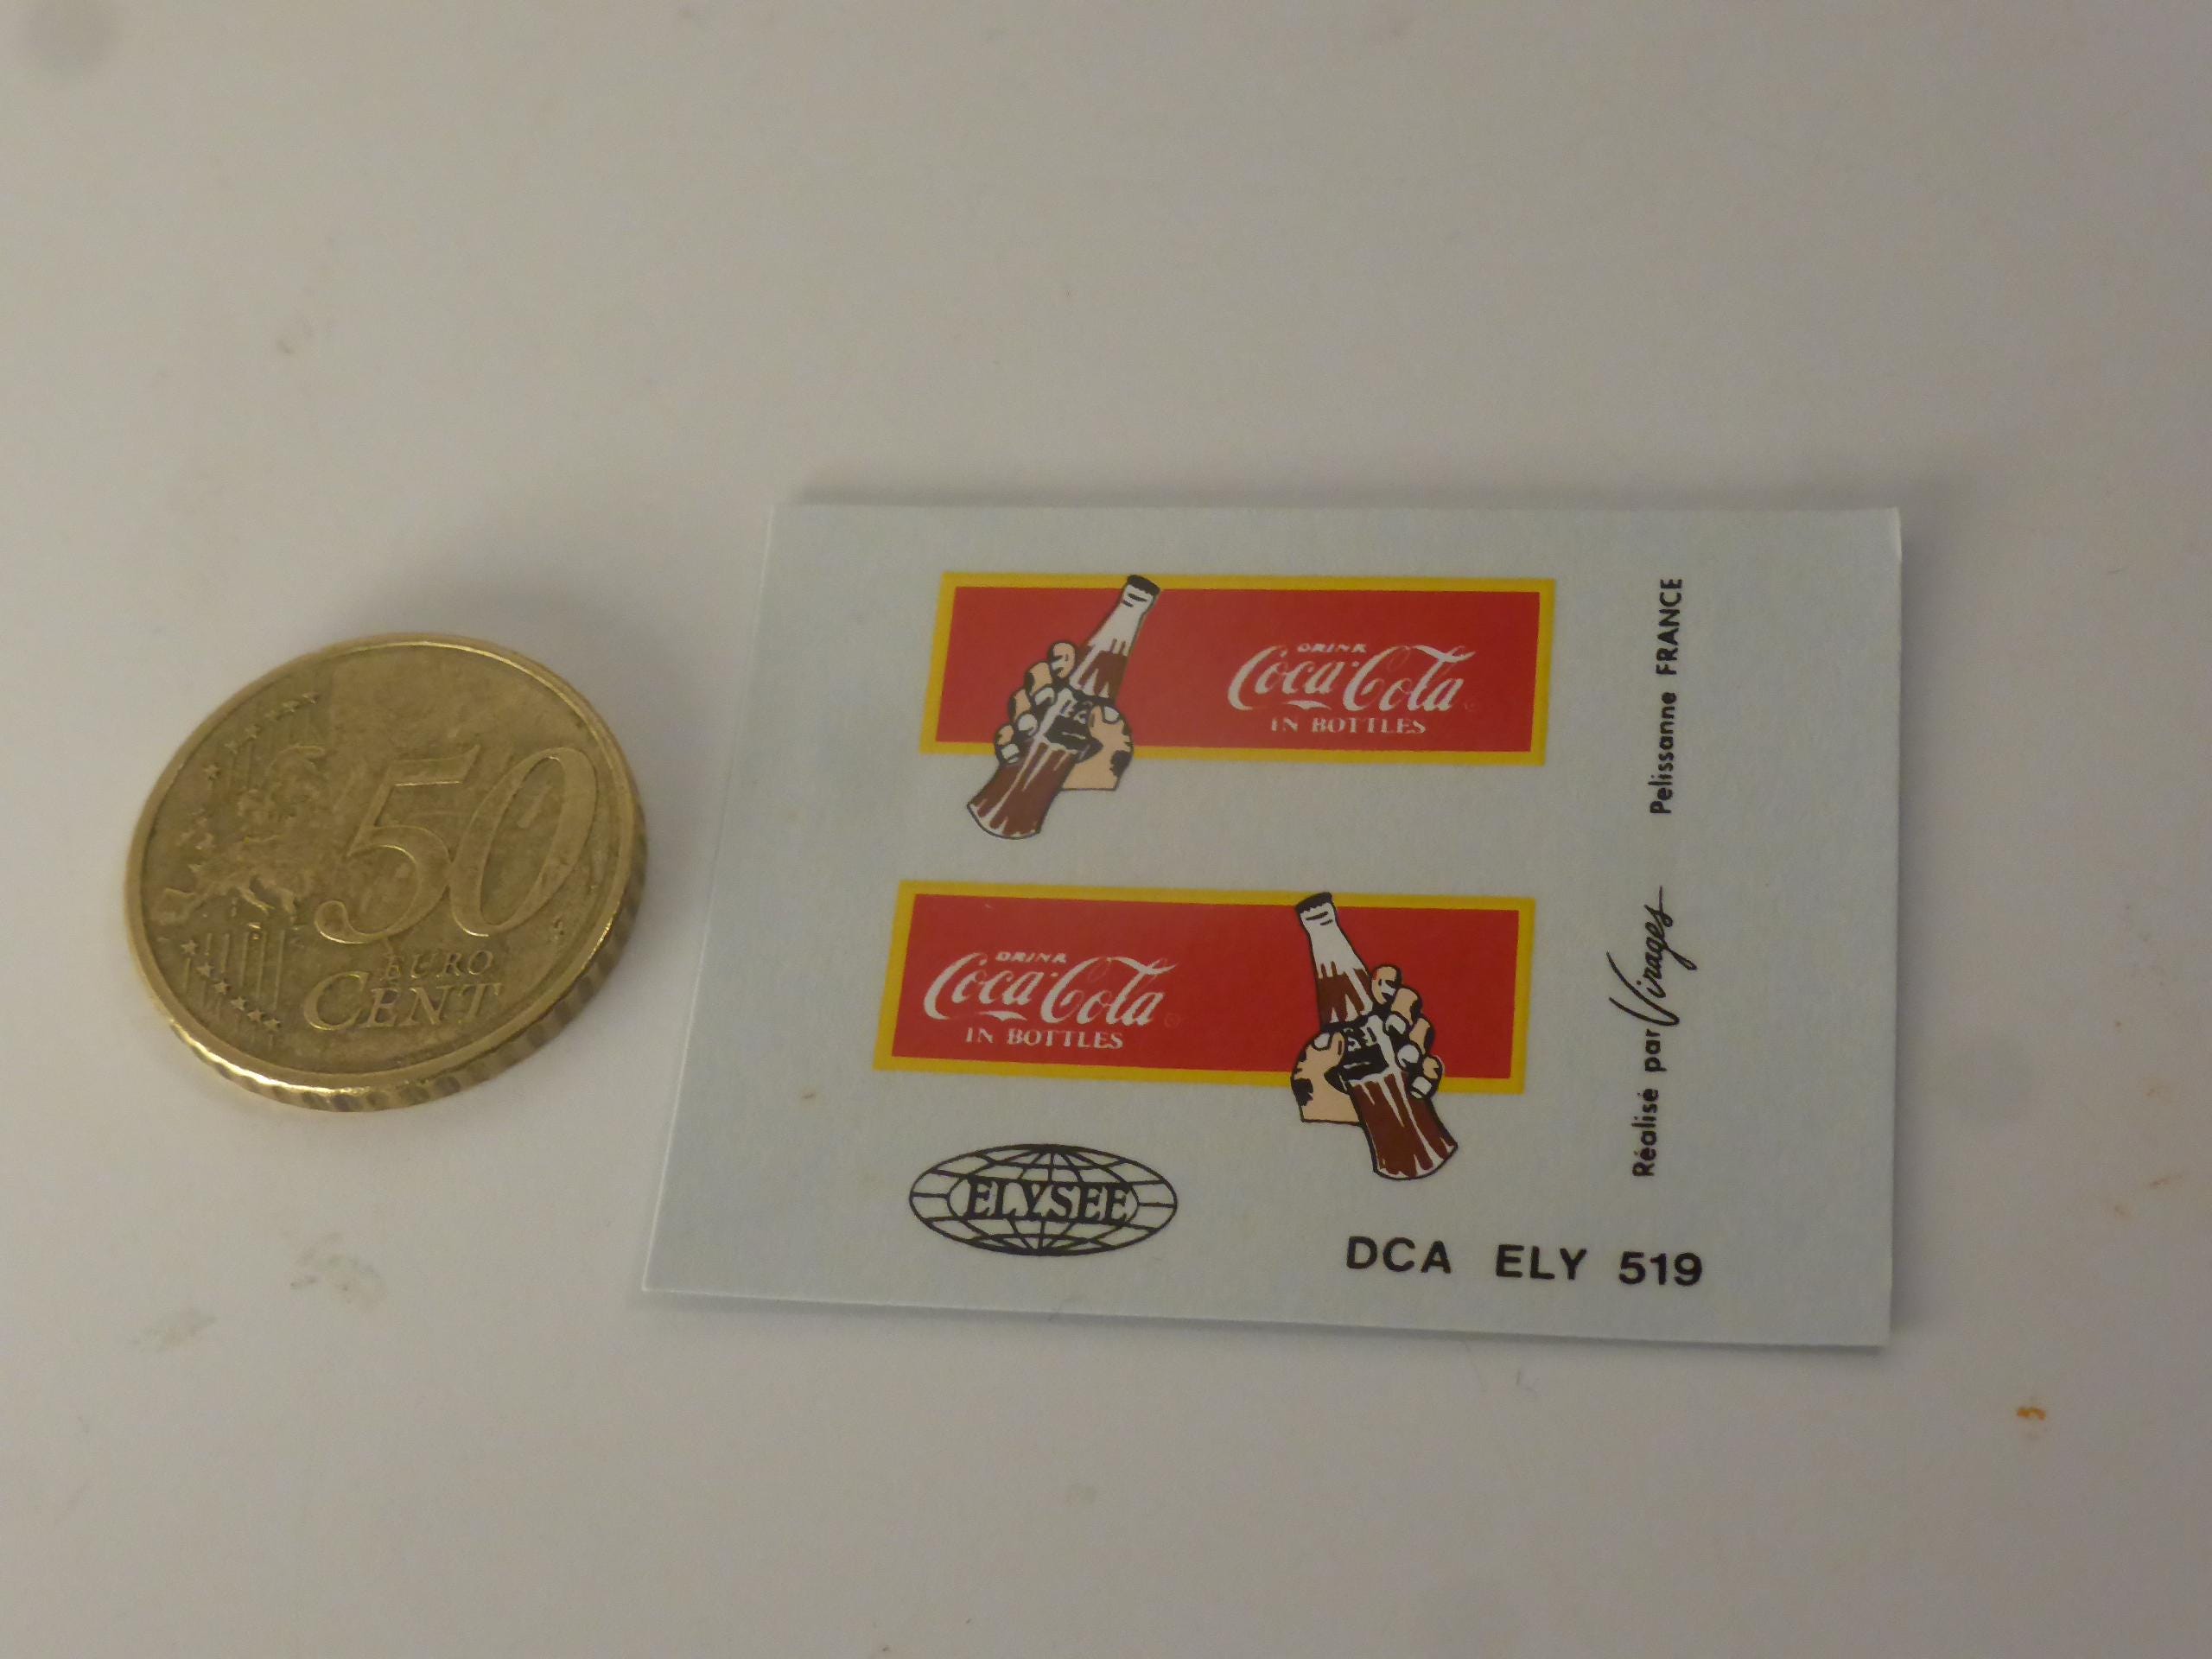 50
EURO
CENT
DRINK
Coca-Cola
IN BOTTLES
DRINK
Coca-Cola
IN BOTTLES
ELYSEE
DCA ELY 519
Réalisé par Virages Pelissanne FRANCE